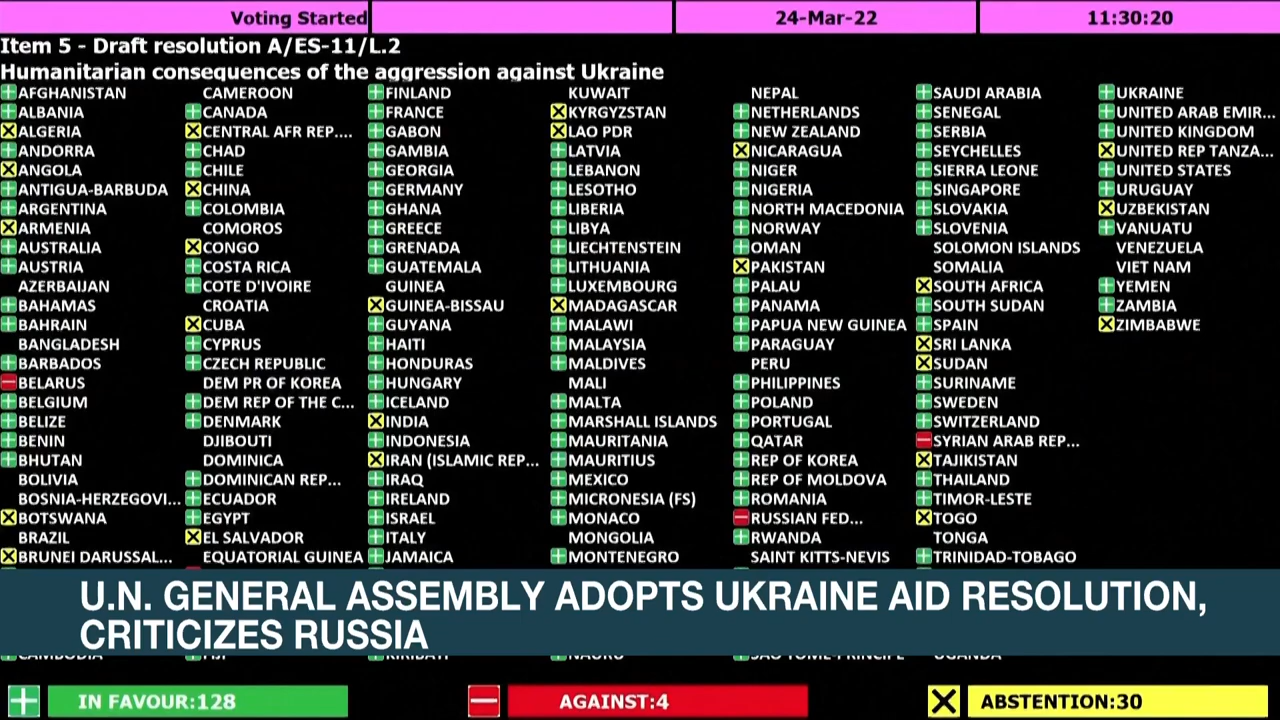 Voting Started 24-Mar-22 11:30:20
Item 5 - Draft resolution A/ES-11/L.2
Humanitarian consequences of the aggression against Ukraine
AFGHANISTAN CAMEROON FINLAND KUWAIT NEPAL SAUDI ARABIA UKRAINE
ALBANIA CANADA FRANCE KYRGYZSTAN NETHERLANDS SENEGAL UNITED ARAB EMIR...
ALGERIA CENTRAL AFR REP.... GABON LAO PDR NEW ZEALAND SERBIA UNITED KINGDOM
ANDORRA CHAD GAMBIA LATVIA NICARAGUA SEYCHELLES UNITED REP TANZA...
ANGOLA CHILE GEORGIA LEBANON NIGER SIERRA LEONE UNITED STATES
ANTIGUA-BARBUDA CHINA GERMANY LESOTHO NIGERIA SINGAPORE URUGUAY
ARGENTINA COLOMBIA GHANA LIBERIA NORTH MACEDONIA SLOVAKIA UZBEKISTAN
ARMENIA COMOROS GREECE LIBYA NORWAY SLOVENIA VANUATU
AUSTRALIA CONGO GRENADA LIECHTENSTEIN OMAN SOLOMON ISLANDS VENEZUELA
AUSTRIA COSTA RICA GUATEMALA LITHUANIA PAKISTAN SOMALIA VIET NAM
AZERBAIJAN COTE D'IVOIRE GUINEA LUXEMBOURG PALAU SOUTH AFRICA YEMEN
BAHAMAS CROATIA GUINEA-BISSAU MADAGASCAR PANAMA SOUTH SUDAN ZAMBIA
BAHRAIN CUBA GUYANA MALAWI PAPUA NEW GUINEA SPAIN ZIMBABWE
BANGLADESH CYPRUS HAITI MALAYSIA PARAGUAY SRI LANKA
BARBADOS CZECH REPUBLIC HONDURAS MALDIVES PERU SUDAN
BELARUS DEM PR OF KOREA HUNGARY MALI PHILIPPINES SURINAME
BELGIUM DEM REP OF THE C... ICELAND MALTA POLAND SWEDEN
BELIZE DENMARK INDIA MARSHALL ISLANDS PORTUGAL SWITZERLAND
BENIN DJIBOUTI INDONESIA MAURITANIA QATAR SYRIAN ARAB REP...
BHUTAN DOMINICA IRAN (ISLAMIC REP... MAURITIUS REP OF KOREA TAJIKISTAN
BOLIVIA DOMINICAN REP... IRAQ MEXICO REP OF MOLDOVA THAILAND
BOSNIA-HERZEGOVI... ECUADOR IRELAND MICRONESIA (FS) ROMANIA TIMOR-LESTE
BOTSWANA EGYPT ISRAEL MONACO RUSSIAN FED... TOGO
BRAZIL EL SALVADOR ITALY MONGOLIA RWANDA TONGA
BRUNEI DARUSSAL... EQUATORIAL GUINEA JAMAICA MONTENEGRO SAINT KITTS-NEVIS TRINIDAD-TOBAGO
U.N. GENERAL ASSEMBLY ADOPTS UKRAINE AID RESOLUTION,
CRITICIZES RUSSIA
CAMBODIA FIJI KIRIBATI NAURU SAO TOME-PRINCIPE UGANDA
IN FAVOUR:128 AGAINST:4 ABSTENTION:30